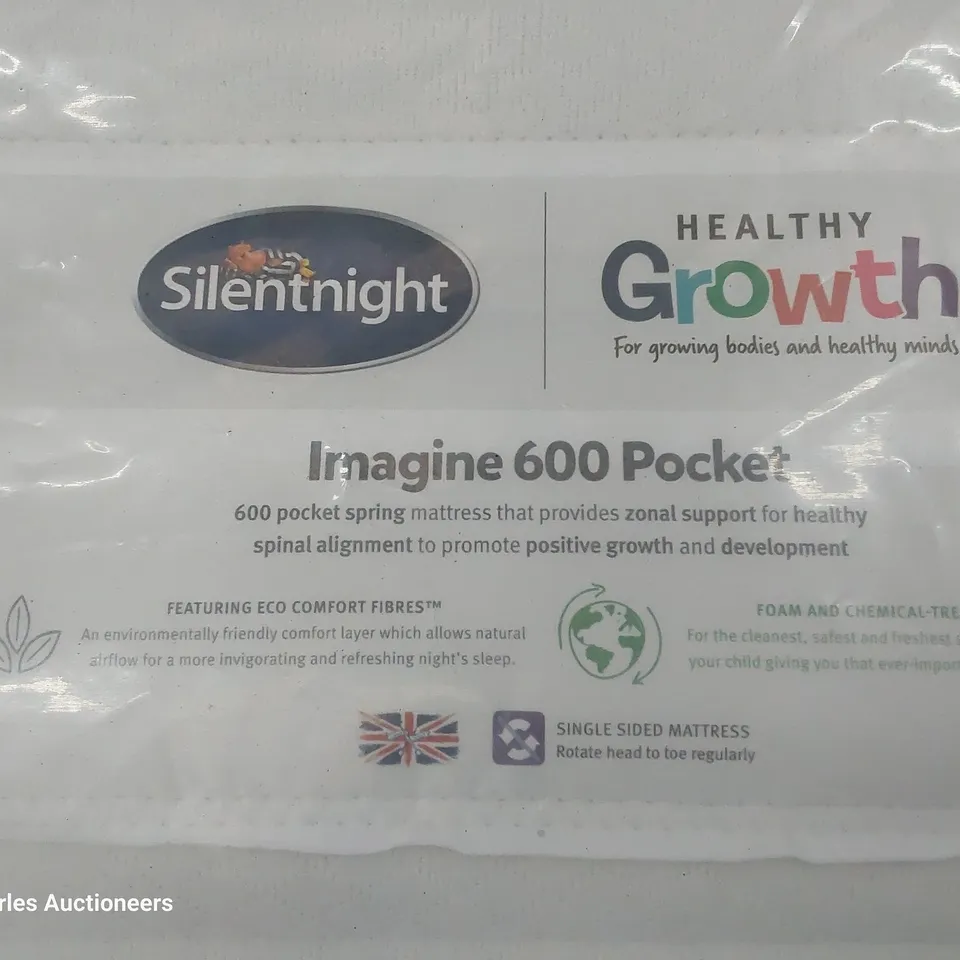 Silentnight
HEALTHY
Growth
For growing bodies and healthy minds
Imagine 600 Pocket
600 pocket spring mattress that provides zonal support for healthy
spinal alignment to promote positive growth and development
FEATURING ECO COMFORT FIBRES™
An environmentally friendly comfort layer which allows natural
airflow for a more invigorating and refreshing night's sleep.
FOAM AND CHEMICAL-TRE
For the cleanest, safest and freshest
your child giving you that ever-impor
SINGLE SIDED MATTRESS
Rotate head to toe regularly
rles Auctioneers